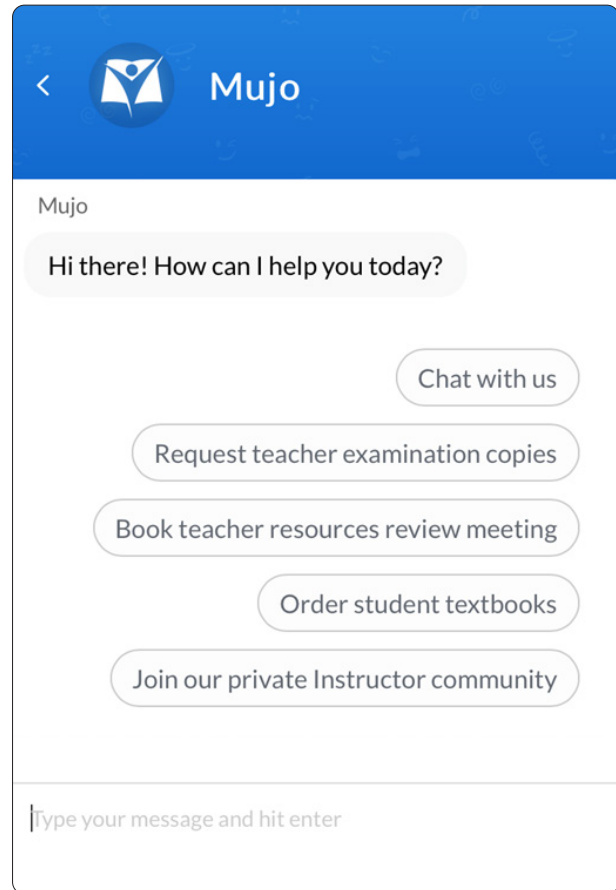 Mujo
Mujo
Hi there! How can I help you today?
Chat with us
Request teacher examination copies
Book teacher resources review meeting
Order student textbooks
Join our private Instructor community
Type your message and hit enter